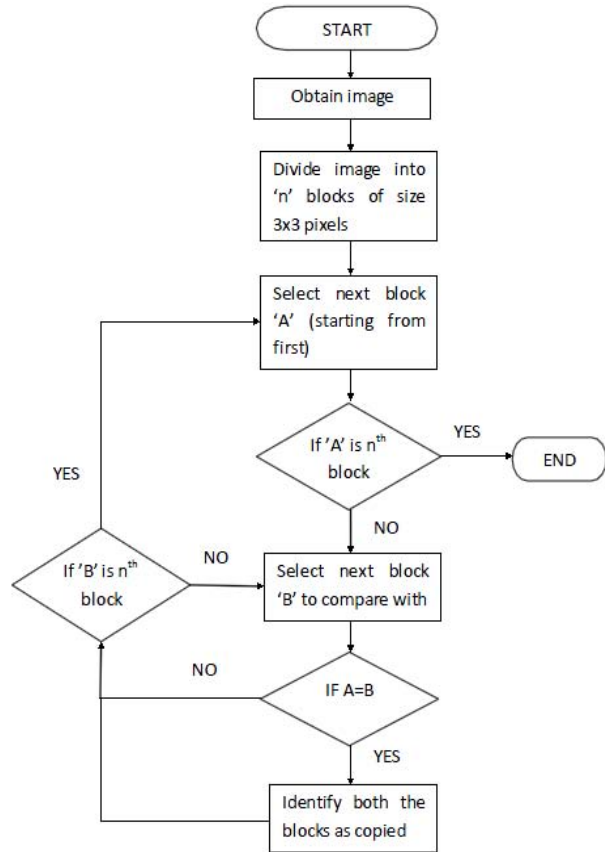 START
Obtain image
Divide image into
‘n’ blocks of size
3x3 pixels
Select next block
‘A’ (starting from
first)
If ’A’ is nth
block
YES
END
YES
NO
If ’B’ is nth
block
NO
Select next block
‘B’ to compare with
NO
IF A=B
YES
Identify both the
blocks as copied